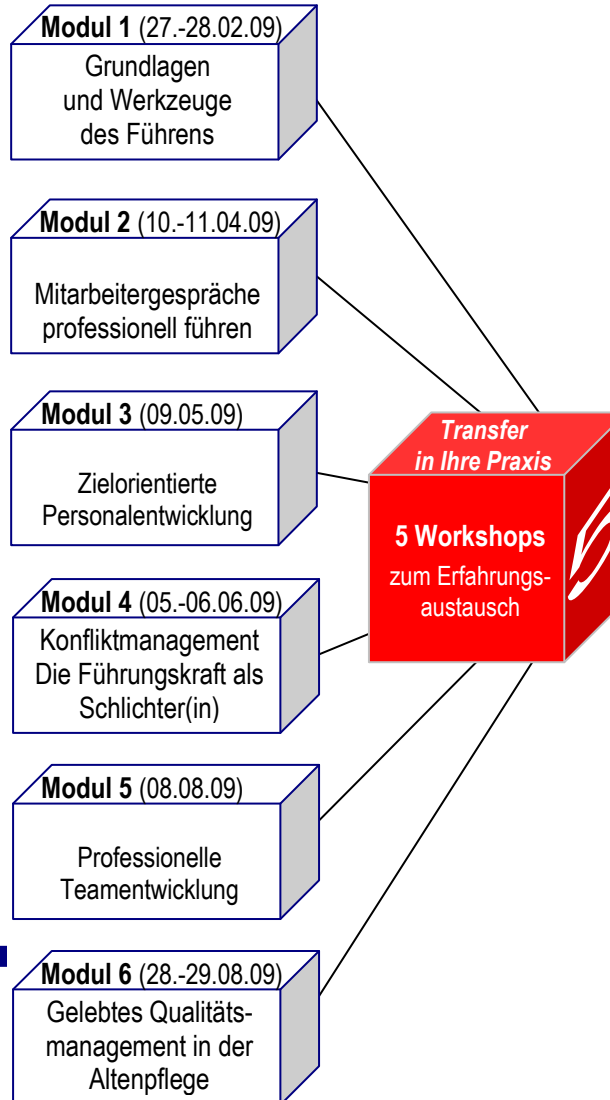 Modul 1 (27.-28.02.09)
Grundlagen
und Werkzeuge
des Führens
Modul 2 (10.-11.04.09)
Mitarbeitergespräche
professionell führen
Modul 3 (09.05.09)
Zielorientierte
Personalentwicklung
Modul 4 (05.-06.06.09)
Konfliktmanagement
Die Führungskraft als
Schlichter(in)
Modul 5 (08.08.09)
Professionelle
Teamentwicklung
Modul 6 (28.-29.08.09)
Gelebtes Qualitäts-
management in der
Altenpflege
Transfer
in Ihre Praxis
5 Workshops
zum Erfahrungs-
austausch